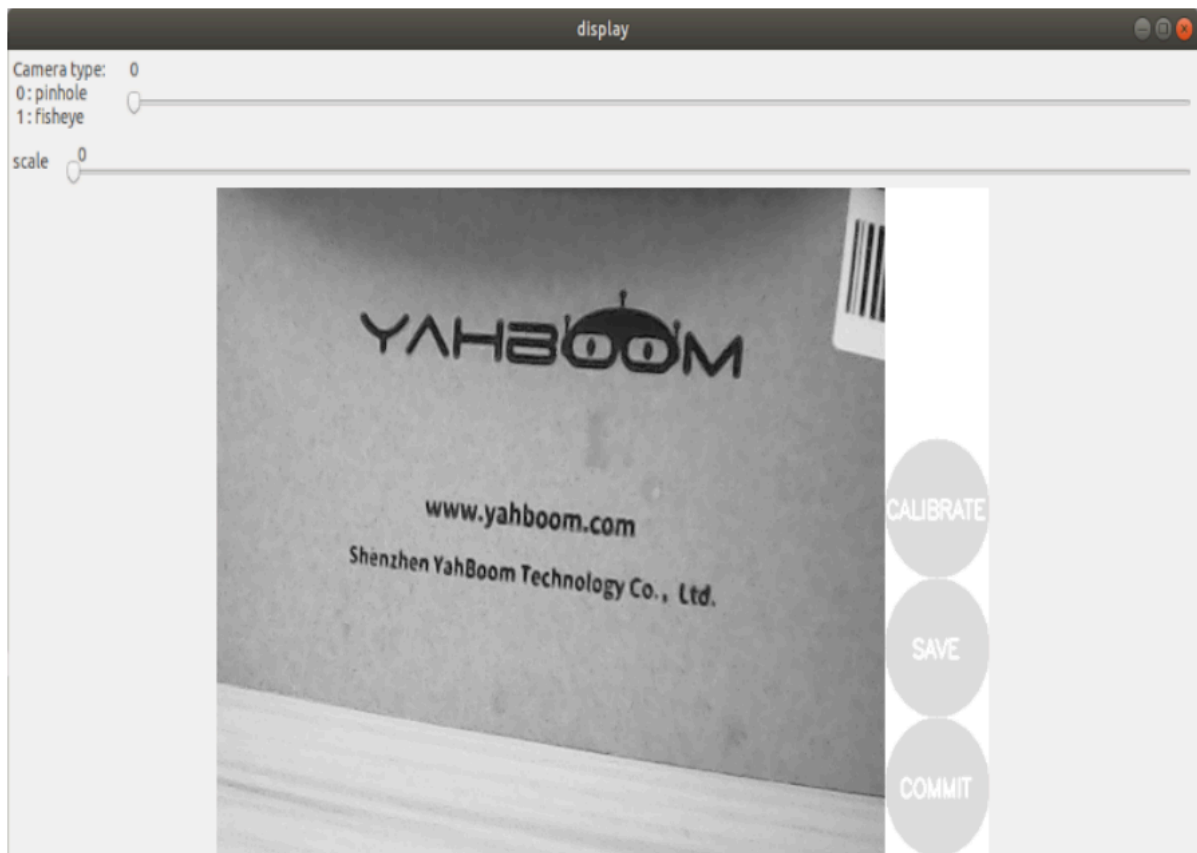 display
Camera type: 0
0 : pinhole
1 : fisheye
scale 0
YAHBOOM
www.yahboom.com
Shenzhen YahBoom Technology Co., Ltd.
CALIBRATE
SAVE
COMMIT